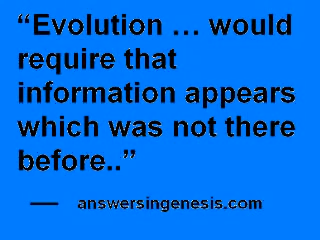 “Evolution … would
require that
information appears
which was not there
before..”
— answersingenesis.com